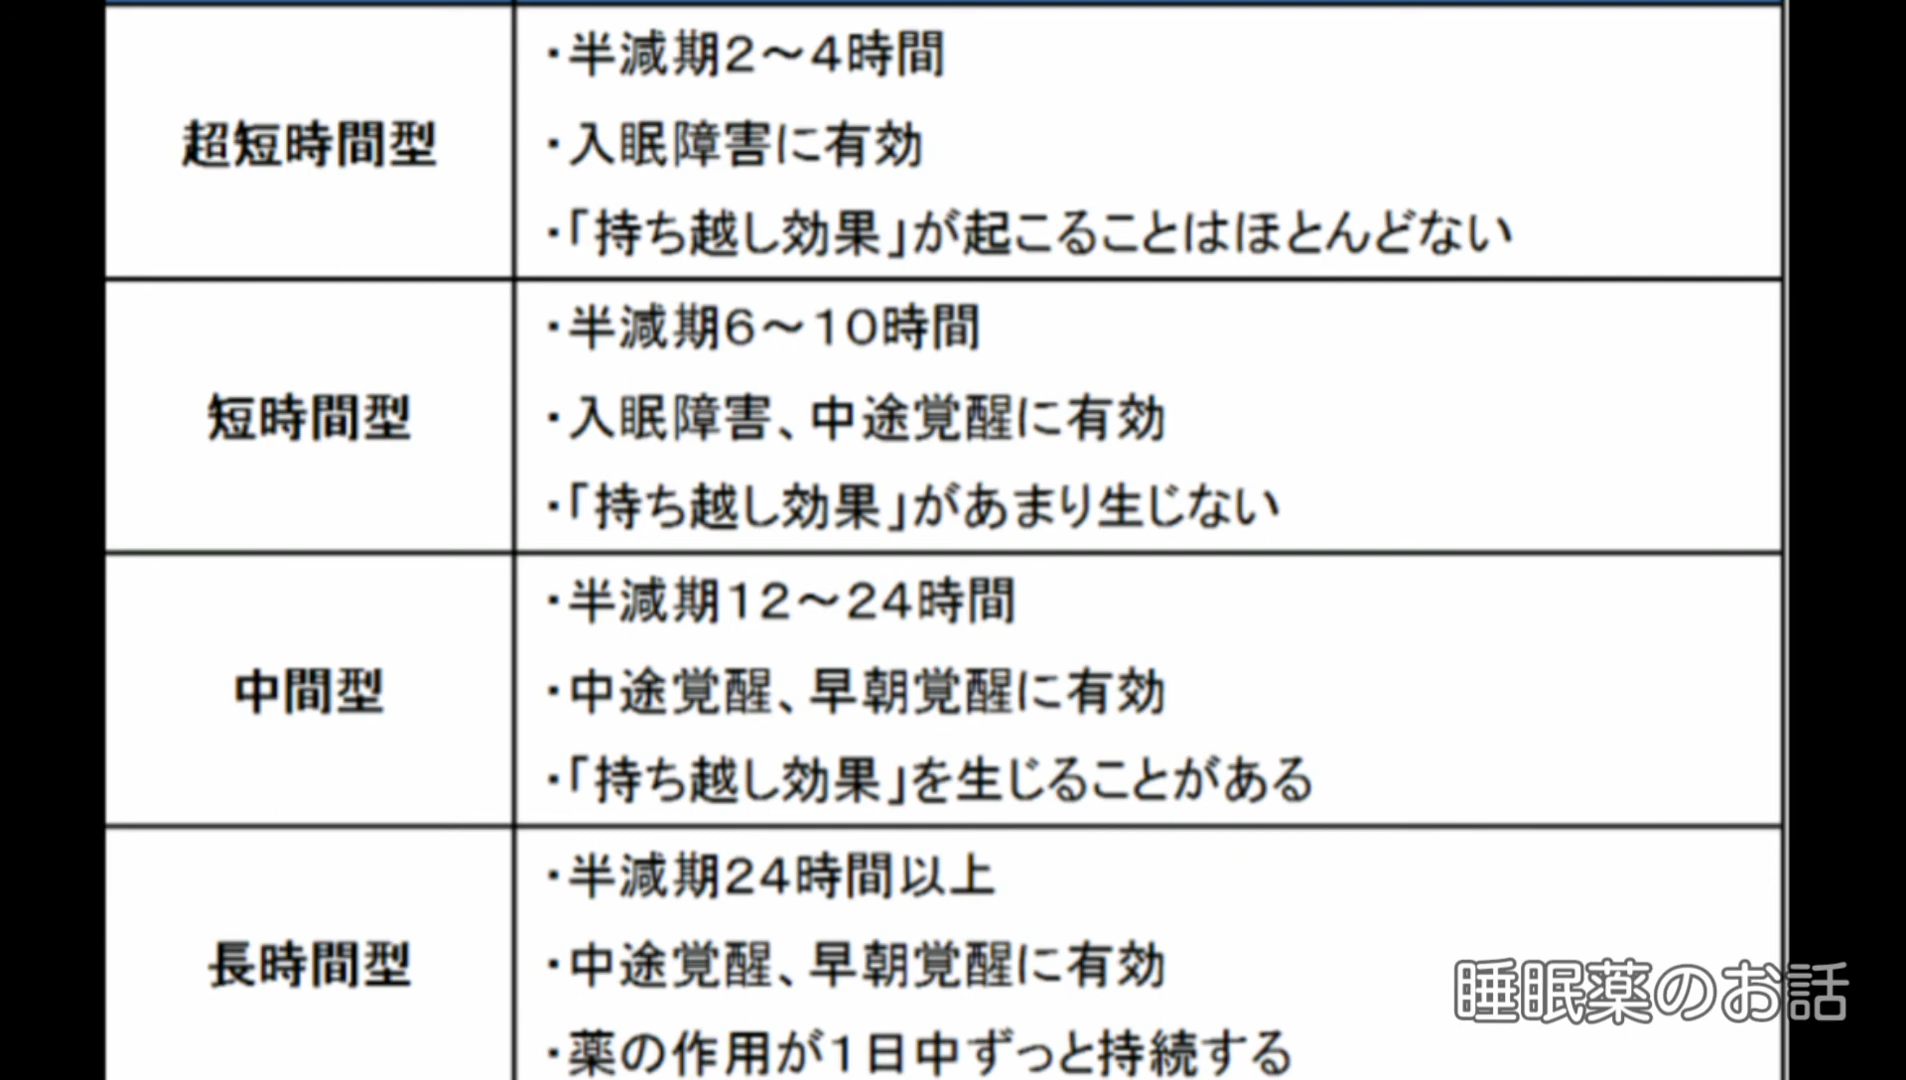 超短時間型
・半減期2～4時間
・入眠障害に有効
・「持ち越し効果」が起こることはほとんどない
短時間型
・半減期6～10時間
・入眠障害、中途覚醒に有効
・「持ち越し効果」があまり生じない
中間型
・半減期12～24時間
・中途覚醒、早朝覚醒に有効
・「持ち越し効果」を生じることがある
長時間型
・半減期24時間以上
・中途覚醒、早朝覚醒に有効
・薬の作用が1日中ずっと持続する
睡眠薬のお話